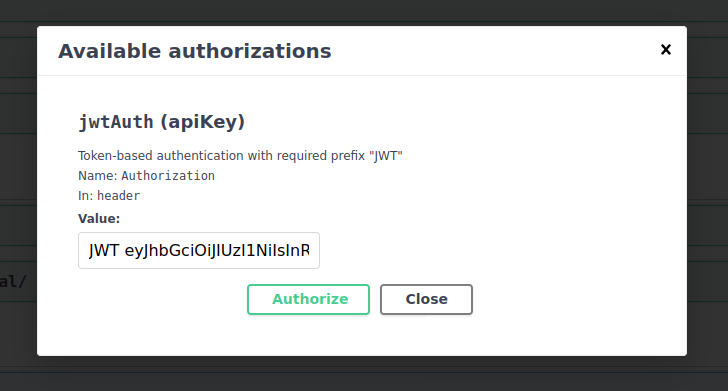 Available authorizations
×
jwtAuth (apiKey)
Token-based authentication with required prefix "JWT"
Name: Authorization
In: header
Value:
JWT eyJhbGciOiJIUzI1NiIsInR
al/
Authorize
Close